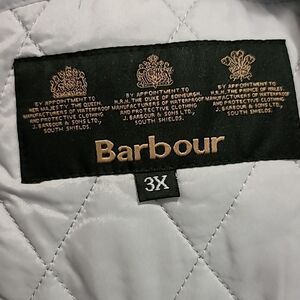 BY APPOINTMENT TO
HER MAJESTY THE QUEEN
MANUFACTURERS OF WATERPROOF
AND PROTECTIVE CLOTHING
J. BARBOUR & SONS LTD.,
SOUTH SHIELDS.
BY APPOINTMENT TO
H.R.H. THE DUKE OF EDINBURGH
MANUFACTURERS OF WATERPROOF
AND PROTECTIVE CLOTHING
J. BARBOUR & SONS LTD.,
SOUTH SHIELDS.
BY APPOINTMENT TO
H.R.H. THE PRINCE OF WALES
MANUFACTURERS OF WATERPROOF
AND PROTECTIVE CLOTHING
J. BARBOUR & SONS LTD.,
SOUTH SHIELDS.
Barbour
3X